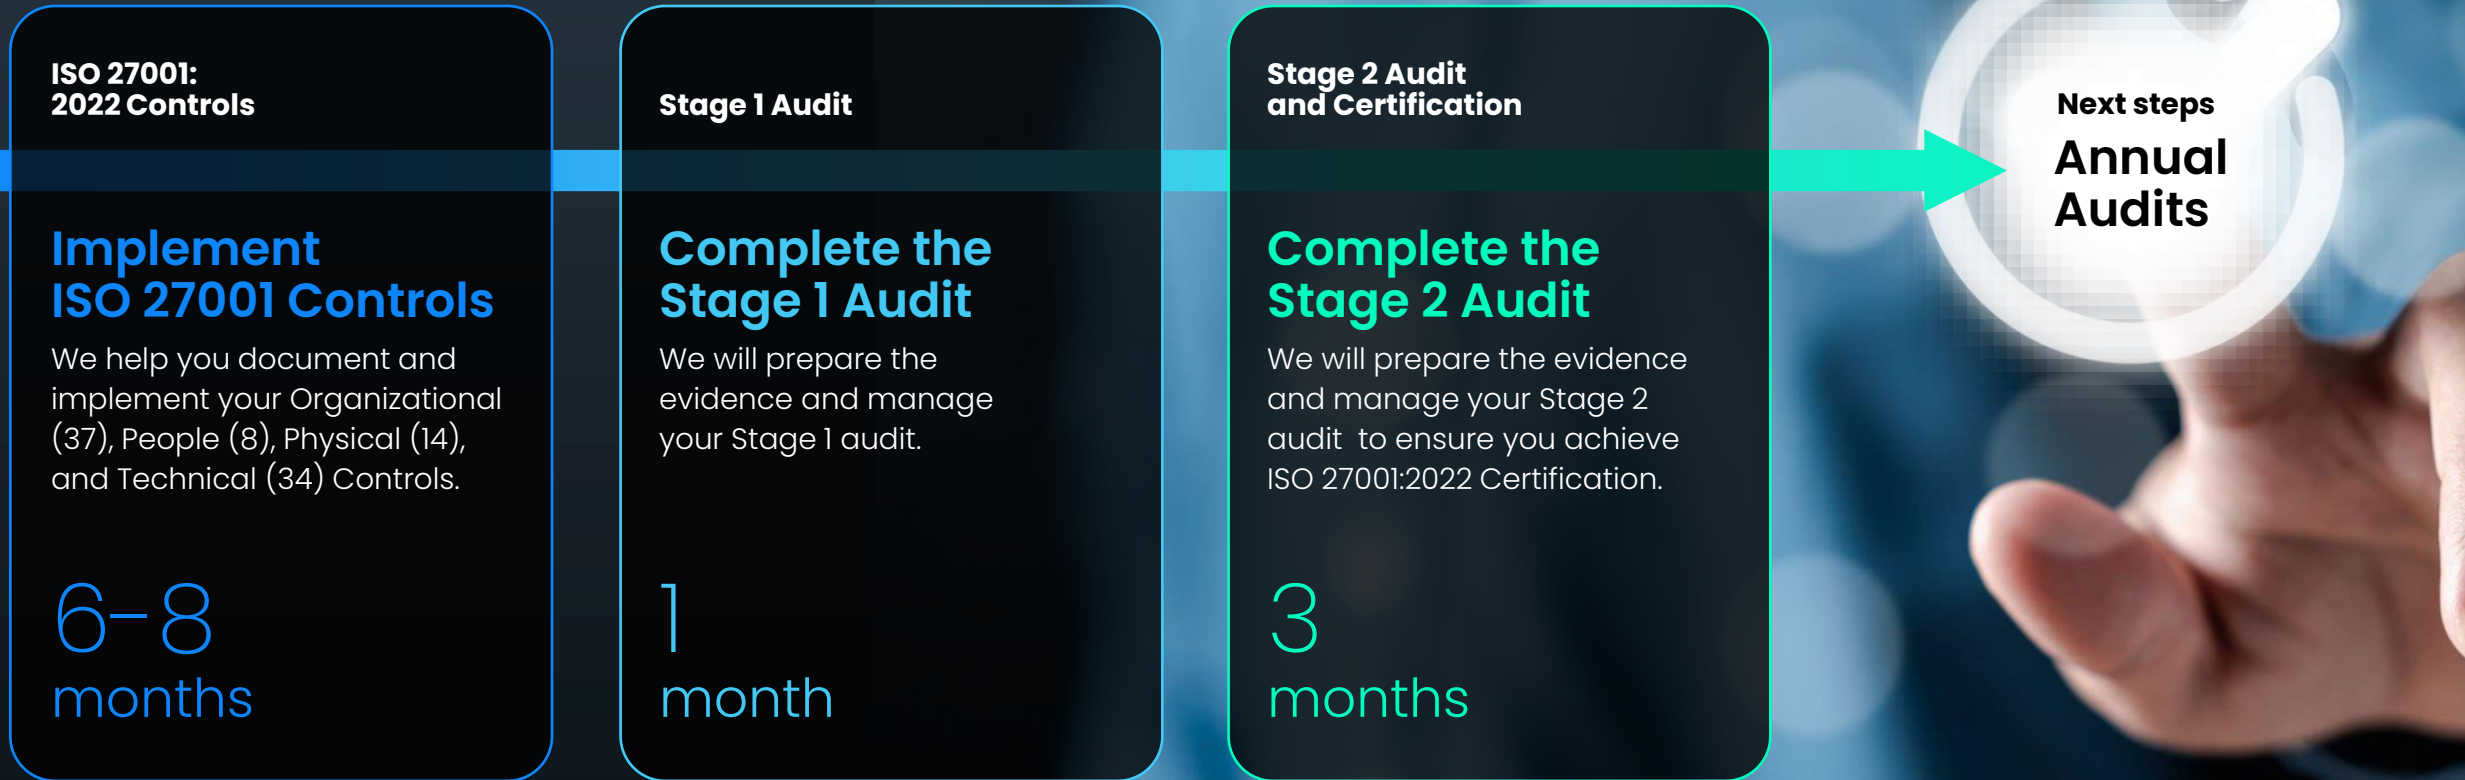 ISO 27001:
2022 Controls
Implement
ISO 27001 Controls
We help you document and
implement your Organizational
(37), People (8), Physical (14),
and Technical (34) Controls.
6–8
months
Stage 1 Audit
Complete the
Stage 1 Audit
We will prepare the
evidence and manage
your Stage 1 audit.
1
month
Stage 2 Audit
and Certification
Complete the
Stage 2 Audit
We will prepare the evidence
and manage your Stage 2
audit  to ensure you achieve
ISO 27001:2022 Certification.
3
months
Next steps
Annual
Audits